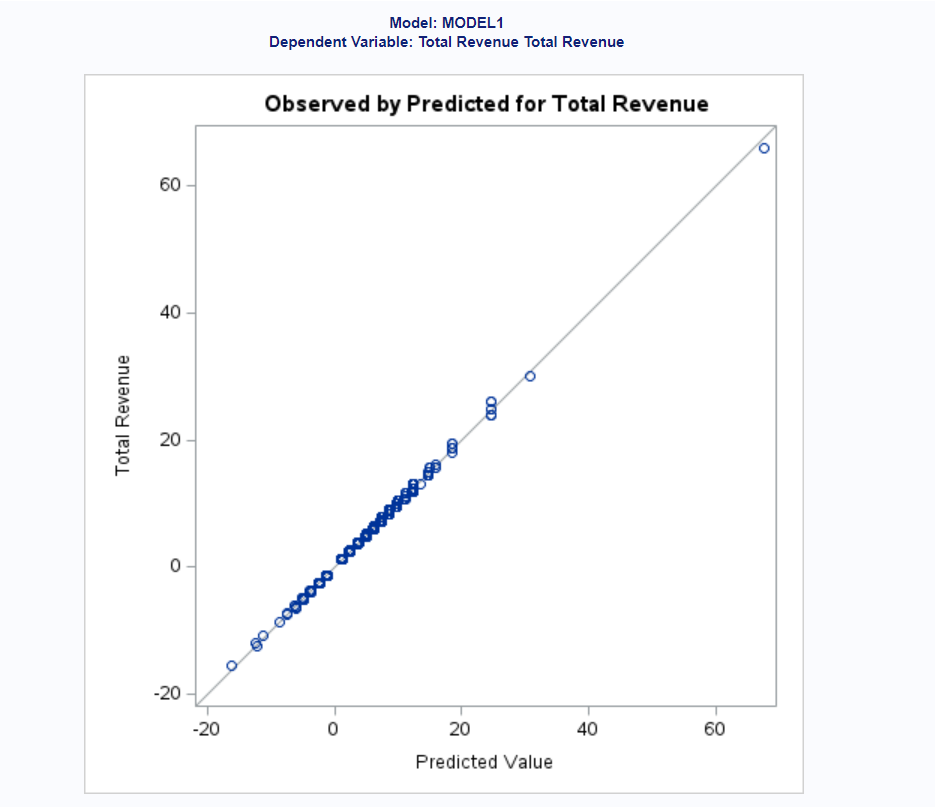 Model: MODEL1
Dependent Variable: Total Revenue Total Revenue
Observed by Predicted for Total Revenue
Total Revenue
60
40
20
0
-20
-20 0 20 40 60
Predicted Value